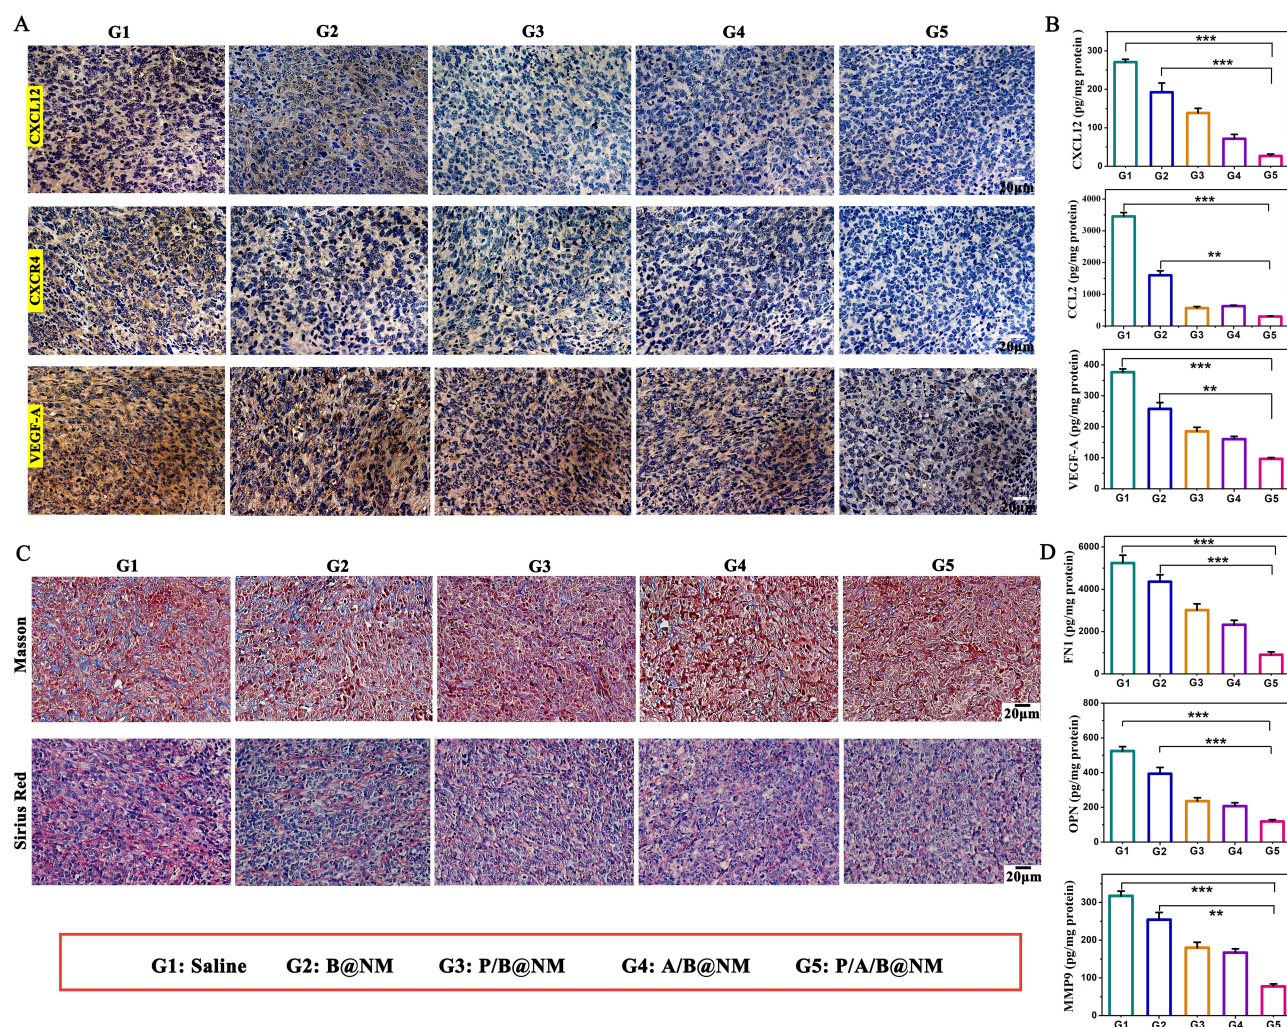 A
G1 G2 G3 G4 G5
CXCL12
20μm
CXCR4
20μm
VEGF-A
20μm
B
CXCL12 (pg/mg protein)
300
200
100
0
***
***
G1 G2 G3 G4 G5
CCL2 (pg/mg protein)
4000
3000
2000
1000
0
***
**
G1 G2 G3 G4 G5
VEGF-A (pg/mg protein)
400
300
200
100
0
***
**
G1 G2 G3 G4 G5
C
G1 G2 G3 G4 G5
Masson
20μm
Sirius Red
20μm
D
FN1 (pg/mg protein)
6000
4000
2000
0
***
***
G1 G2 G3 G4 G5
OPN (pg/mg protein)
800
600
400
200
0
***
***
G1 G2 G3 G4 G5
MMP9 (pg/mg protein)
300
200
100
0
***
**
G1 G2 G3 G4 G5
G1: Saline G2: B@NM G3: P/B@NM G4: A/B@NM G5: P/A/B@NM